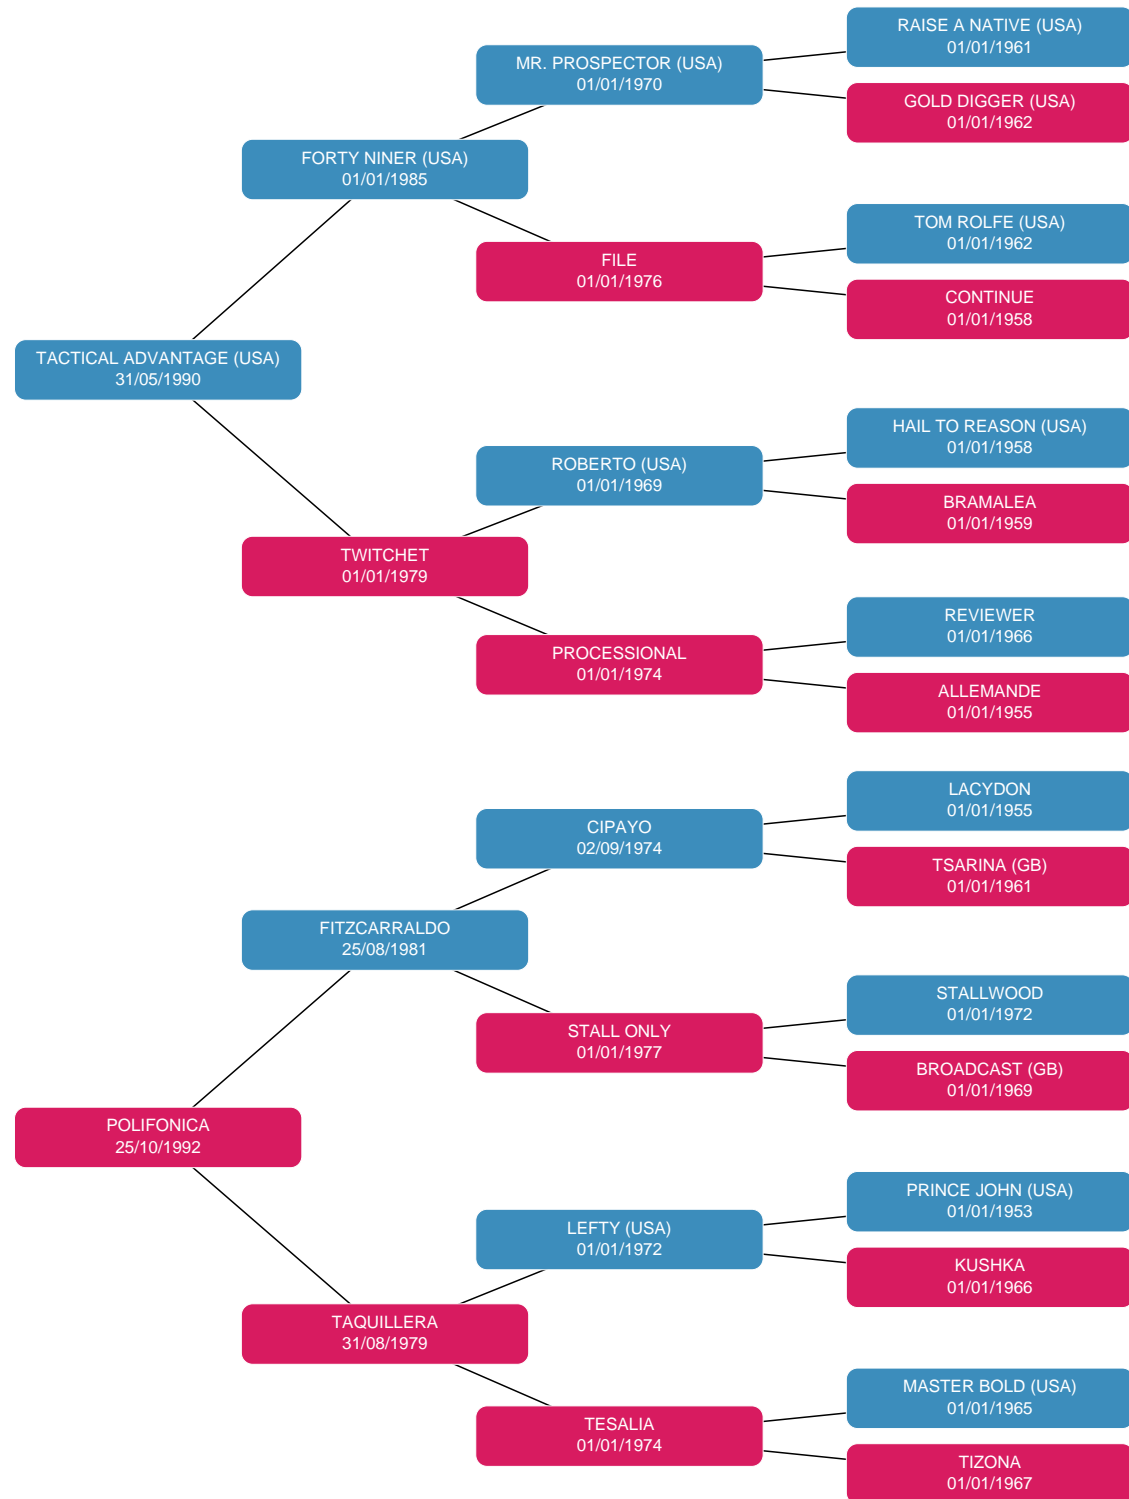 RAISE A NATIVE (USA)
01/01/1961
MR. PROSPECTOR (USA)
01/01/1970
GOLD DIGGER (USA)
01/01/1962
FORTY NINER (USA)
01/01/1985
TOM ROLFE (USA)
01/01/1962
FILE
01/01/1976
CONTINUE
01/01/1958
TACTICAL ADVANTAGE (USA)
31/05/1990
HAIL TO REASON (USA)
01/01/1958
ROBERTO (USA)
01/01/1969
BRAMALEA
01/01/1959
TWITCHET
01/01/1979
REVIEWER
01/01/1966
PROCESSIONAL
01/01/1974
ALLEMANDE
01/01/1955
LACYDON
01/01/1955
CIPAYO
02/09/1974
TSARINA (GB)
01/01/1961
FITZCARRALDO
25/08/1981
STALLWOOD
01/01/1972
STALL ONLY
01/01/1977
BROADCAST (GB)
01/01/1969
POLIFONICA
25/10/1992
PRINCE JOHN (USA)
01/01/1953
LEFTY (USA)
01/01/1972
KUSHKA
01/01/1966
TAQUILLERA
31/08/1979
MASTER BOLD (USA)
01/01/1965
TESALIA
01/01/1974
TIZONA
01/01/1967